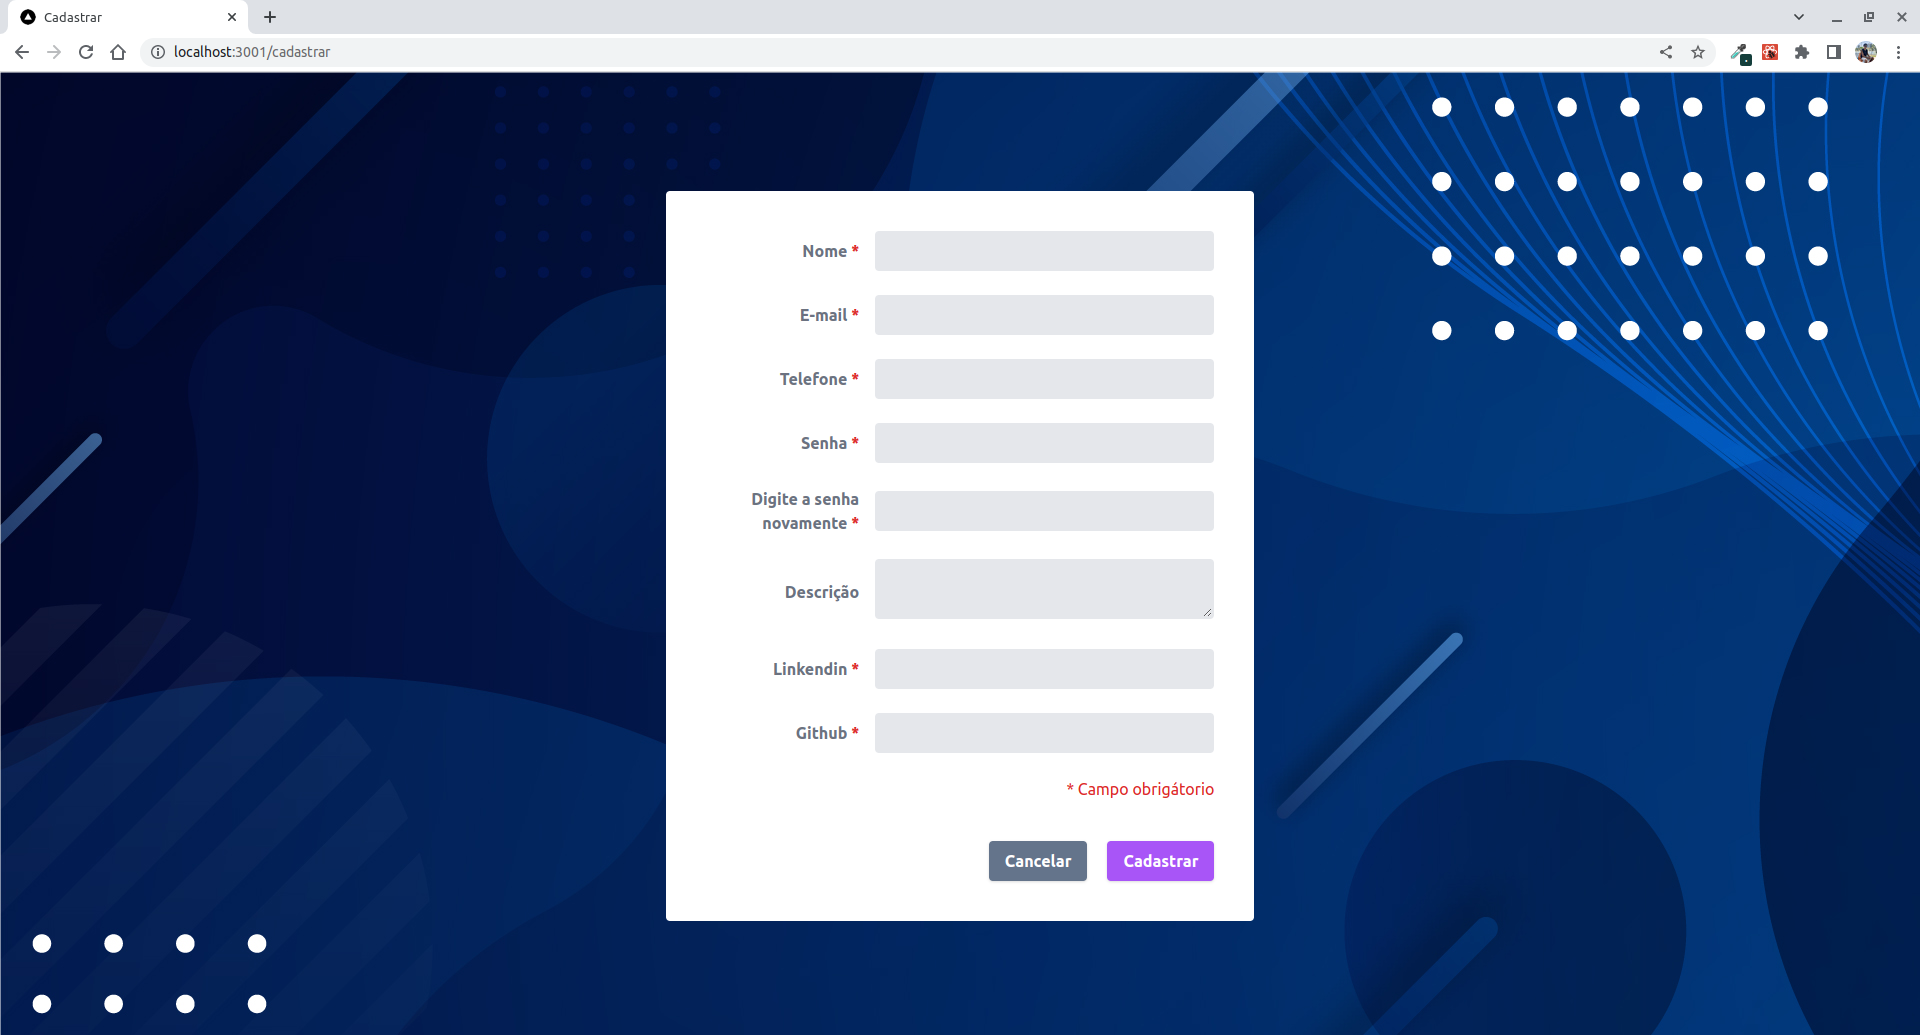 Cadastrar
localhost:3001/cadastrar
Nome *
E-mail *
Telefone *
Senha *
Digite a senha
novamente *
Descrição
Linkendin *
Github *
* Campo obrigátorio
Cancelar Cadastrar